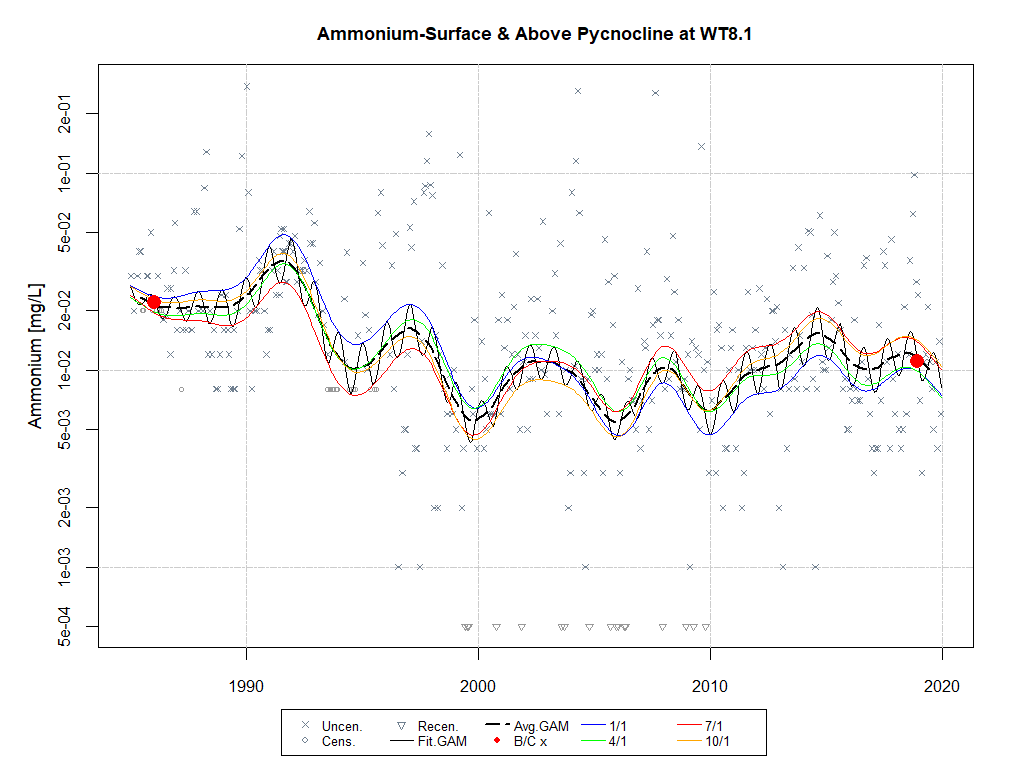 Ammonium-Surface & Above Pycnocline at WT8.1
Ammonium [mg/L]
2e-01
1e-01
5e-02
2e-02
1e-02
5e-03
2e-03
1e-03
5e-04
1990 2000 2010 2020
Uncen. Recen. Avg.GAM 1/1 7/1
Cens. Fit.GAM B/C x 4/1 10/1